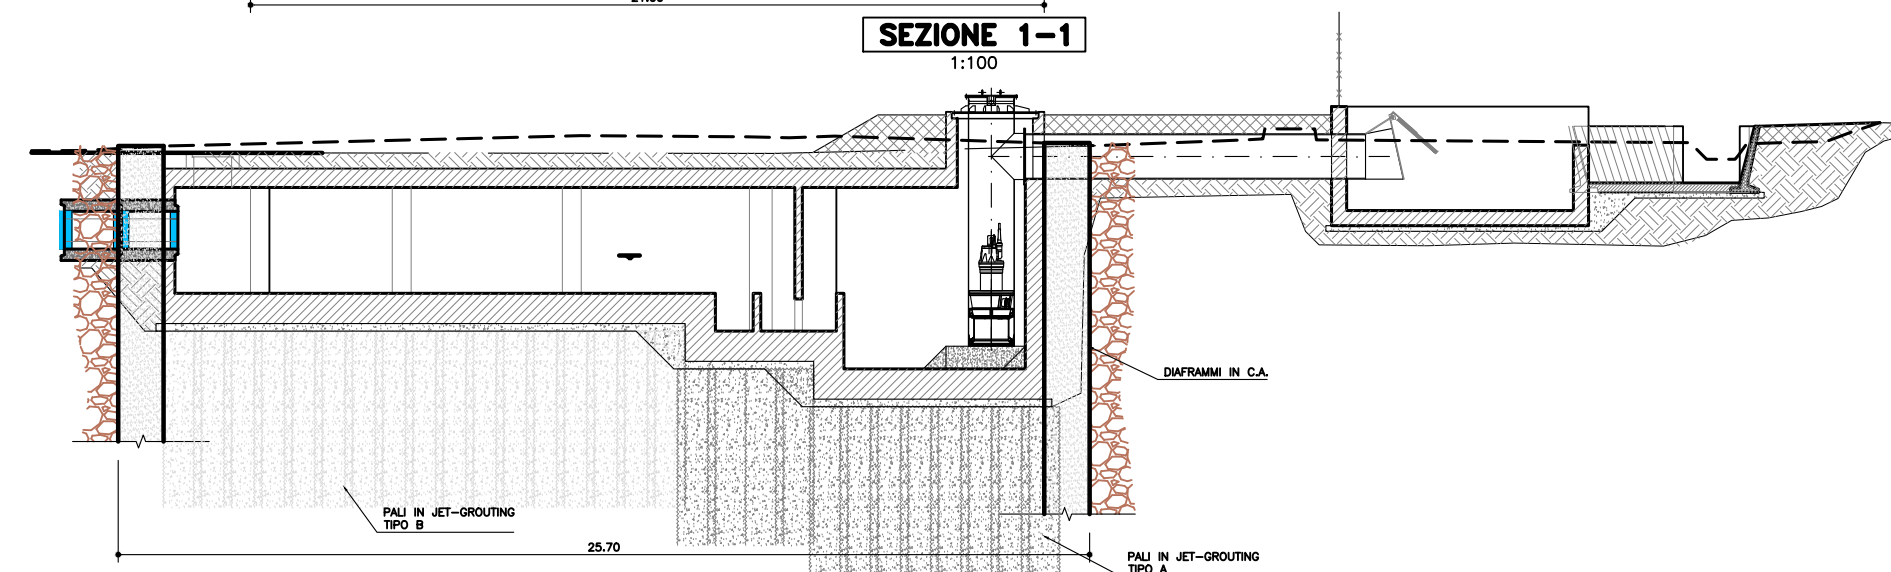 SEZIONE 1-1
1:100
DIAFRAMMI IN C.A.
PALI IN JET-GROUTING
TIPO B
25.70
PALI IN JET-GROUTING
TIPO A